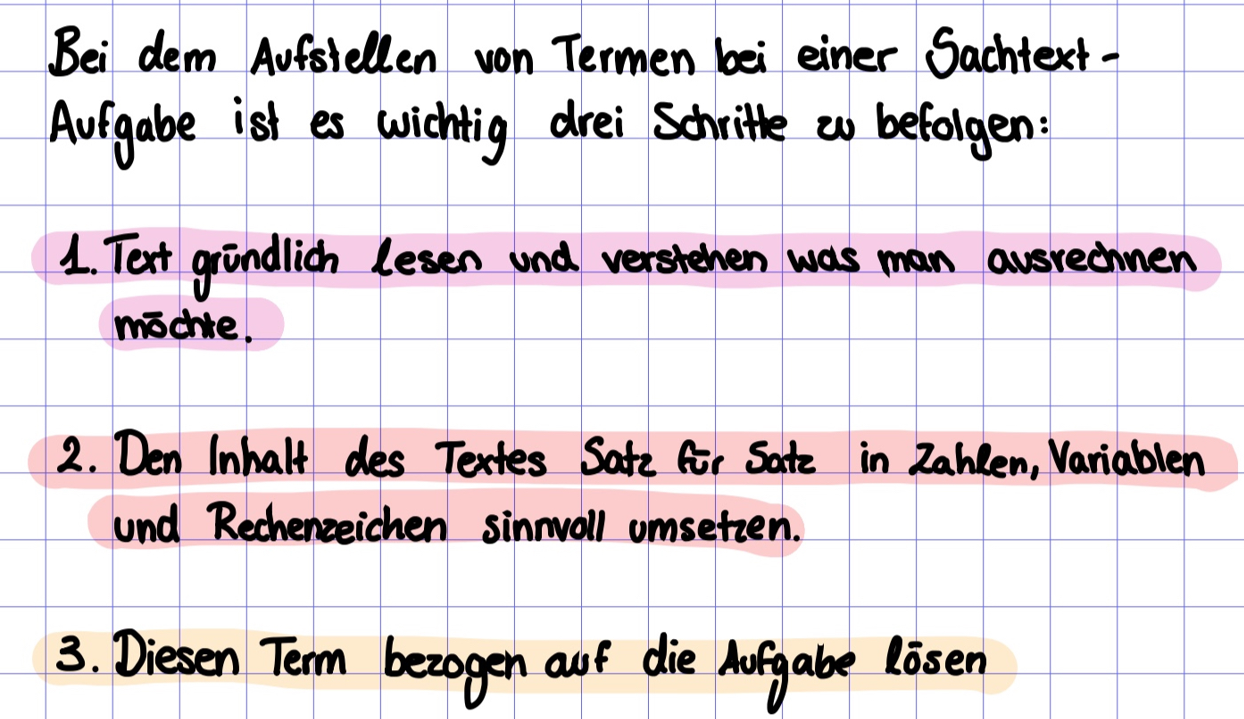 Bei dem Aufstellen von Termen bei einer Sachtext-
Aufgabe ist es wichtig drei Schritte zu befolgen:
1. Text gründlich lesen und verstehen was man ausrechnen
möchte.
2. Den Inhalt des Textes Satz für Satz in Zahlen, Variablen
und Rechenzeichen sinnvoll umsetzen.
3. Diesen Term bezogen auf die Aufgabe lösen